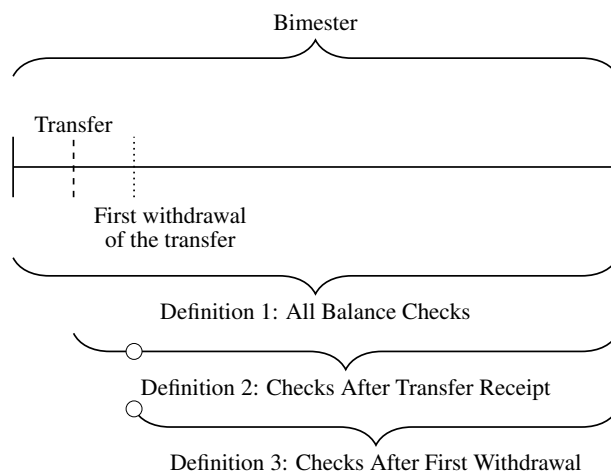 Bimester
Transfer
First withdrawal
of the transfer
Definition 1: All Balance Checks
Definition 2: Checks After Transfer Receipt
Definition 3: Checks After First Withdrawal